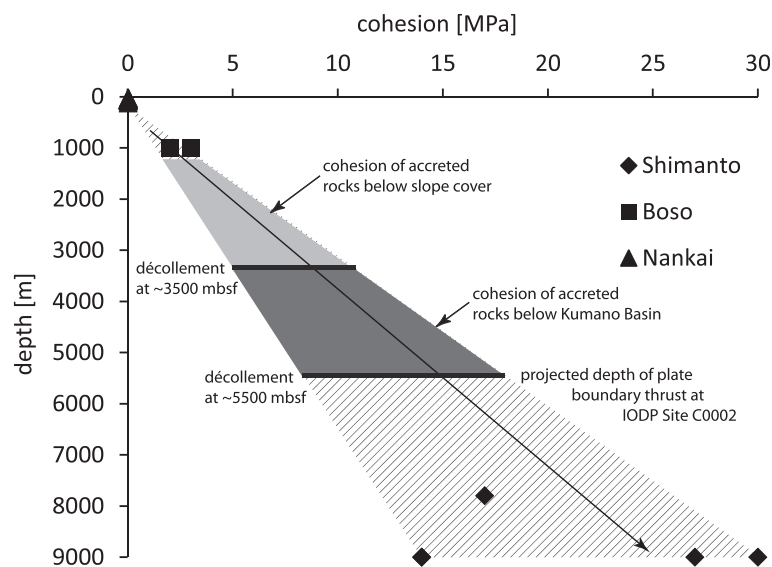 cohesion [MPa]
0 5 10 15 20 25 30
0
1000
2000
3000
4000
5000
6000
7000
8000
9000
depth [m]
Shimanto
Boso
Nankai
cohesion of accreted
rocks below slope cover
décollement
at ~3500 mbsf
cohesion of accreted
rocks below Kumano Basin
décollement
at ~5500 mbsf
projected depth of plate
boundary thrust at
IODP Site C0002